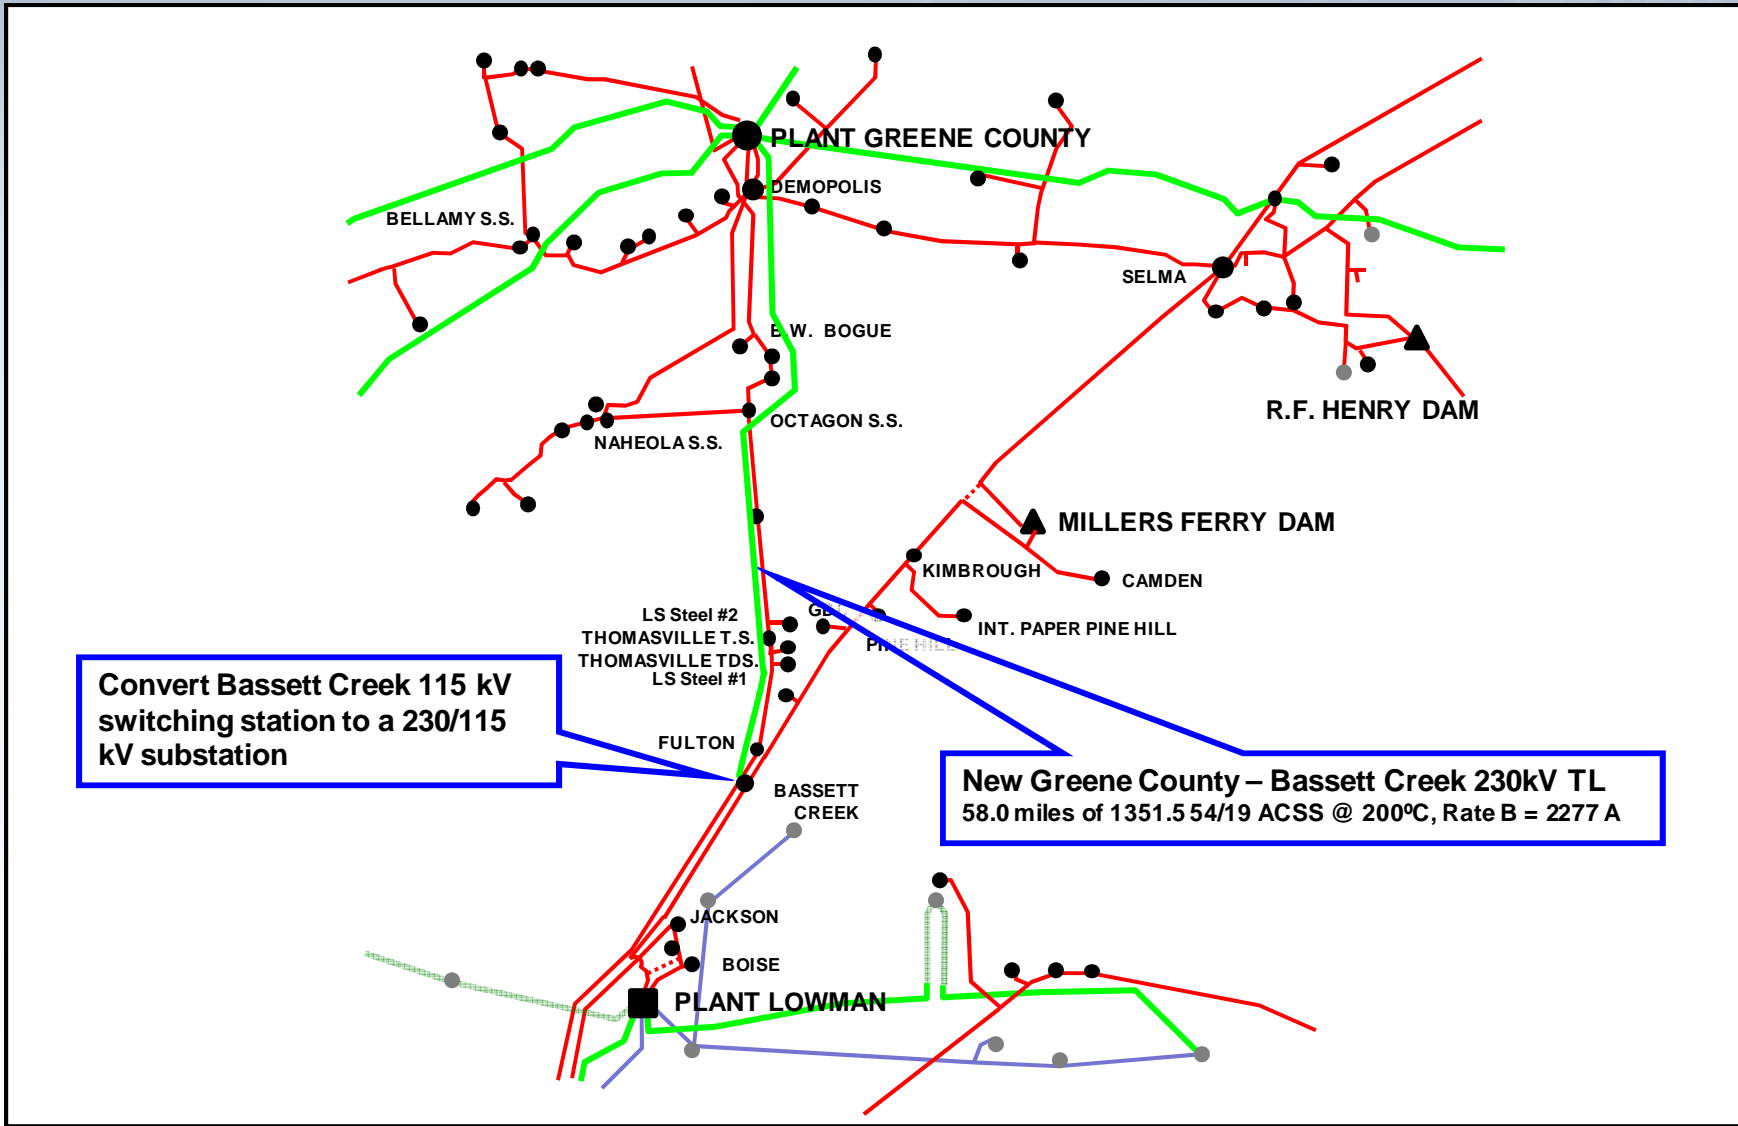 PLANT GREENE COUNTY
DEMOPOLIS
BELLAMY S.S.
SELMA
B.W. BOGUE
R.F. HENRY DAM
OCTAGON S.S.
NAHEOLA S.S.
MILLERS FERRY DAM
KIMBROUGH
CAMDEN
LS Steel #2
INT. PAPER PINE HILL
THOMASVILLE T.S.
PINE HILL
THOMASVILLE TDS.
LS Steel #1
Convert Bassett Creek 115 kV
switching station to a 230/115
kV substation
FULTON
New Greene County – Bassett Creek 230kV TL
58.0 miles of 1351.5 54/19 ACSS @ 200ºC, Rate B = 2277 A
BASSETT
CREEK
JACKSON
BOISE
PLANT LOWMAN